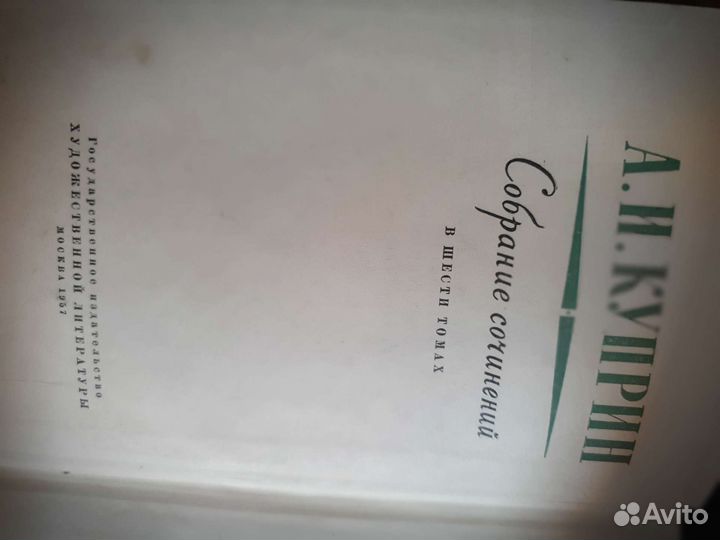 А. И. КУПРИН
Собрание сочинений
В ШЕСТИ ТОМАХ
Государственное издательство
ХУДОЖЕСТВЕННОЙ ЛИТЕРАТУРЫ
МОСКВА 1957
Avito